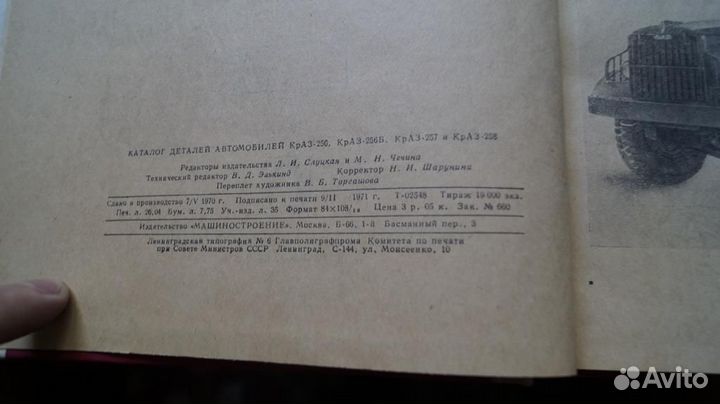 КАТАЛОГ ДЕТАЛЕЙ АВТОМОБИЛЕЙ КрАЗ-250, КрАЗ-256Б, КрАЗ-257 и КрАЗ-258
Редакторы издательства Л. И. Слуцкая и М. Н. Чечина
Технический редактор В. Д. Элькинд Корректор Н. И. Шарунина
Переплет художника В. Б. Торгашова
Сдано в производство 7/V 1970 г. Подписано к печати 9/II 1971 г. Т-02548 Тираж 19 000 экз.
Печ. л. 26,04 Бум. л. 7,75 Уч.-изд. л. 35 Формат 84×108/16 Цена 3 р. 05 к. Зак. № 660
Издательство «МАШИНОСТРОЕНИЕ», Москва, Б-66, 1-й Басманный пер., 3
Ленинградская типография № 6 Главполиграфпрома Комитета по печати
при Совете Министров СССР Ленинград, С-144, ул. Моисеенко, 10
Avito